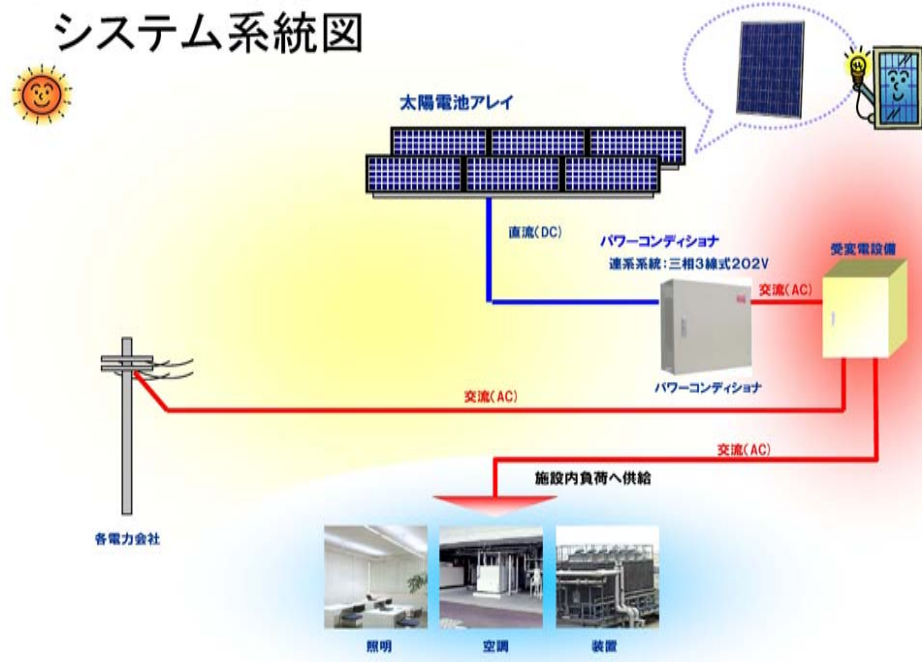 システム系統図
太陽電池アレイ
直流(DC)
パワーコンディショナ
連系系統:三相3線式202V
受変電設備
交流(AC)
パワーコンディショナ
交流(AC)
交流(AC)
施設内負荷へ供給
各電力会社
照明
空調
装置